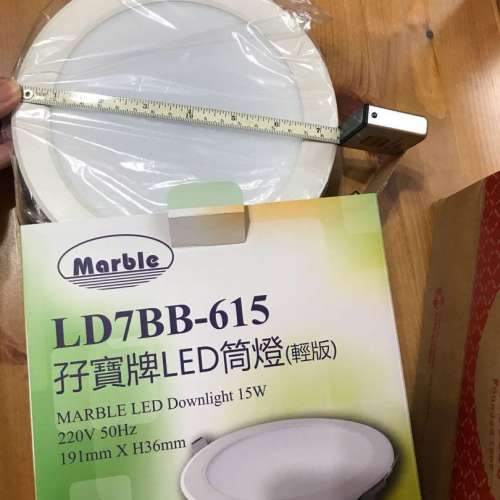 Marble
LD7BB-615
孖寶牌LED筒燈(輕版)
MARBLE LED Downlight 15W
220V 50Hz
191mm X H36mm